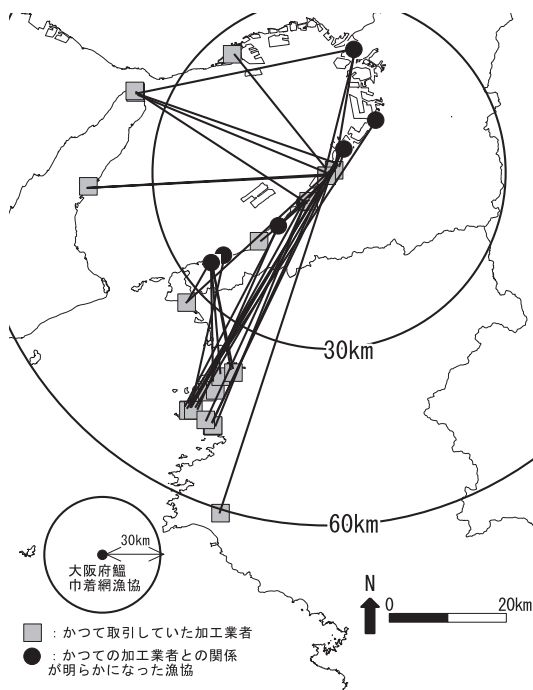 30km
60km
30km
大阪府鰮
巾着網漁協
：かつて取引していた加工業者
：かつての加工業者との関係
が明らかになった漁協
N
0 20km